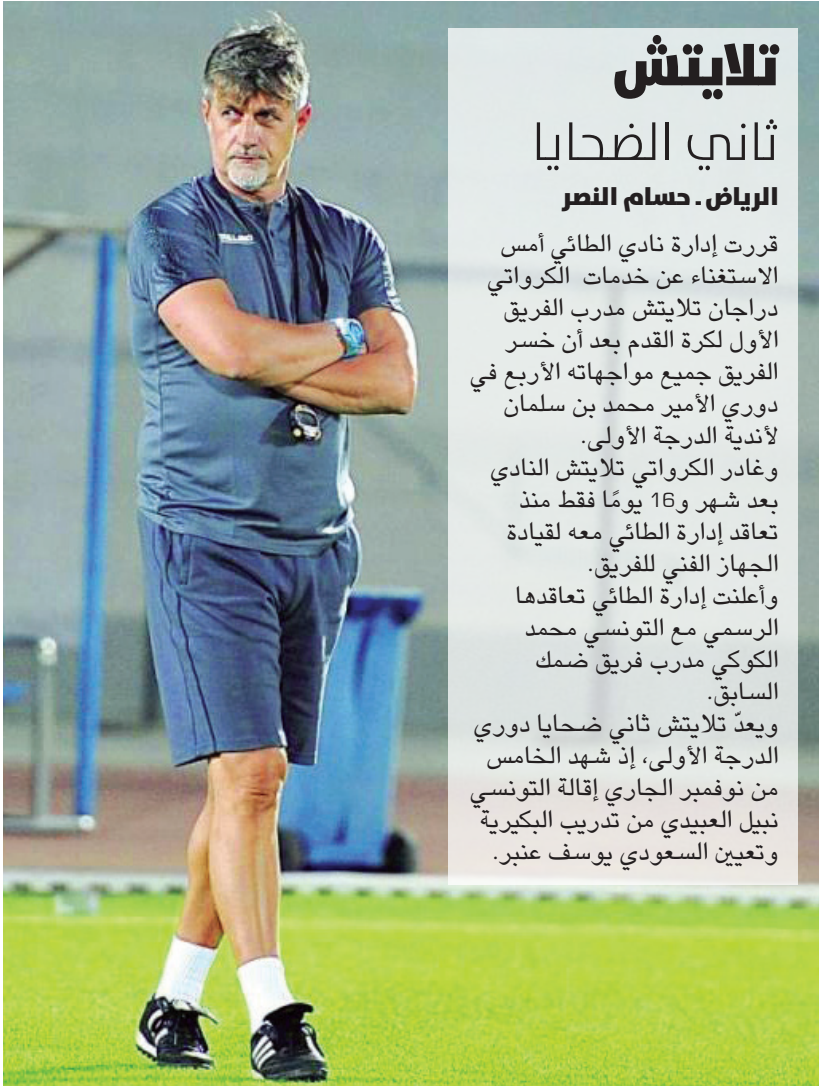 تلايتش
ثاني الضحايا
الرياض ـ حسام النصر
قررت إدارة نادي الطائي أمس
الاستغناء عن خدمات الكرواتي
دراجان تلايتش مدرب الفريق
الأول لكرة القدم بعد أن خسر
الفريق جميع مواجهاته الأربع في
دوري الأمير محمد بن سلمان
لأندية الدرجة الأولى.
وغادر الكرواتي تلايتش النادي
بعد شهر و16 يومًا فقط منذ
تعاقد إدارة الطائي معه لقيادة
الجهاز الفني للفريق.
وأعلنت إدارة الطائي تعاقدها
الرسمي مع التونسي محمد
الكوكي مدرب فريق ضمك
السابق.
ويعدّ تلايتش ثاني ضحايا دوري
الدرجة الأولى، إذ شهد الخامس
من نوفمبر الجاري إقالة التونسي
نبيل العبيدي من تدريب البكيرية
وتعيين السعودي يوسف عنبر.